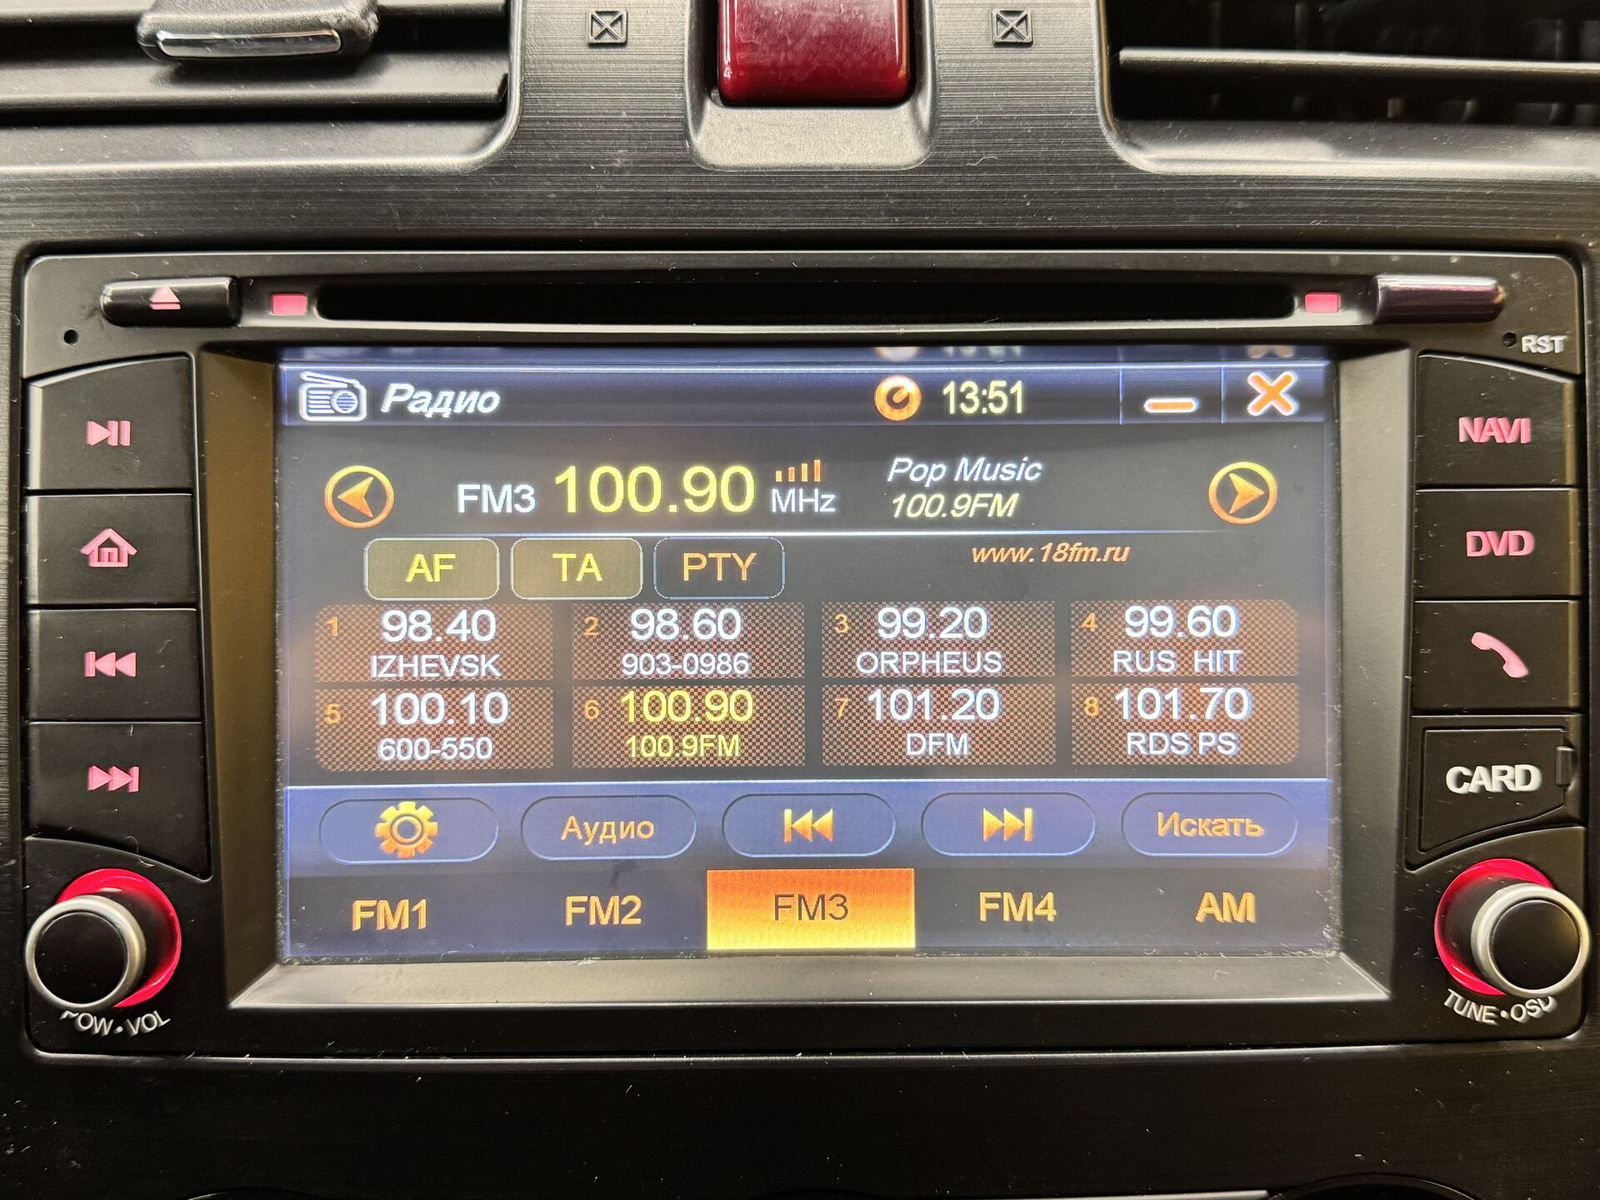 RST
Радио 13:51
FM3 100.90 MHz
Pop Music
100.9FM
www.18fm.ru
AF TA PTY
1 98.40 2 98.60 3 99.20 4 99.60
IZHEVSK 903-0986 ORPHEUS RUS HIT
5 100.10 6 100.90 7 101.20 8 101.70
600-550 100.9FM DFM RDS PS
Аудио Искать
FM1 FM2 FM3 FM4 AM
NAVI
DVD
CARD
POW•VOL
TUNE•OSD